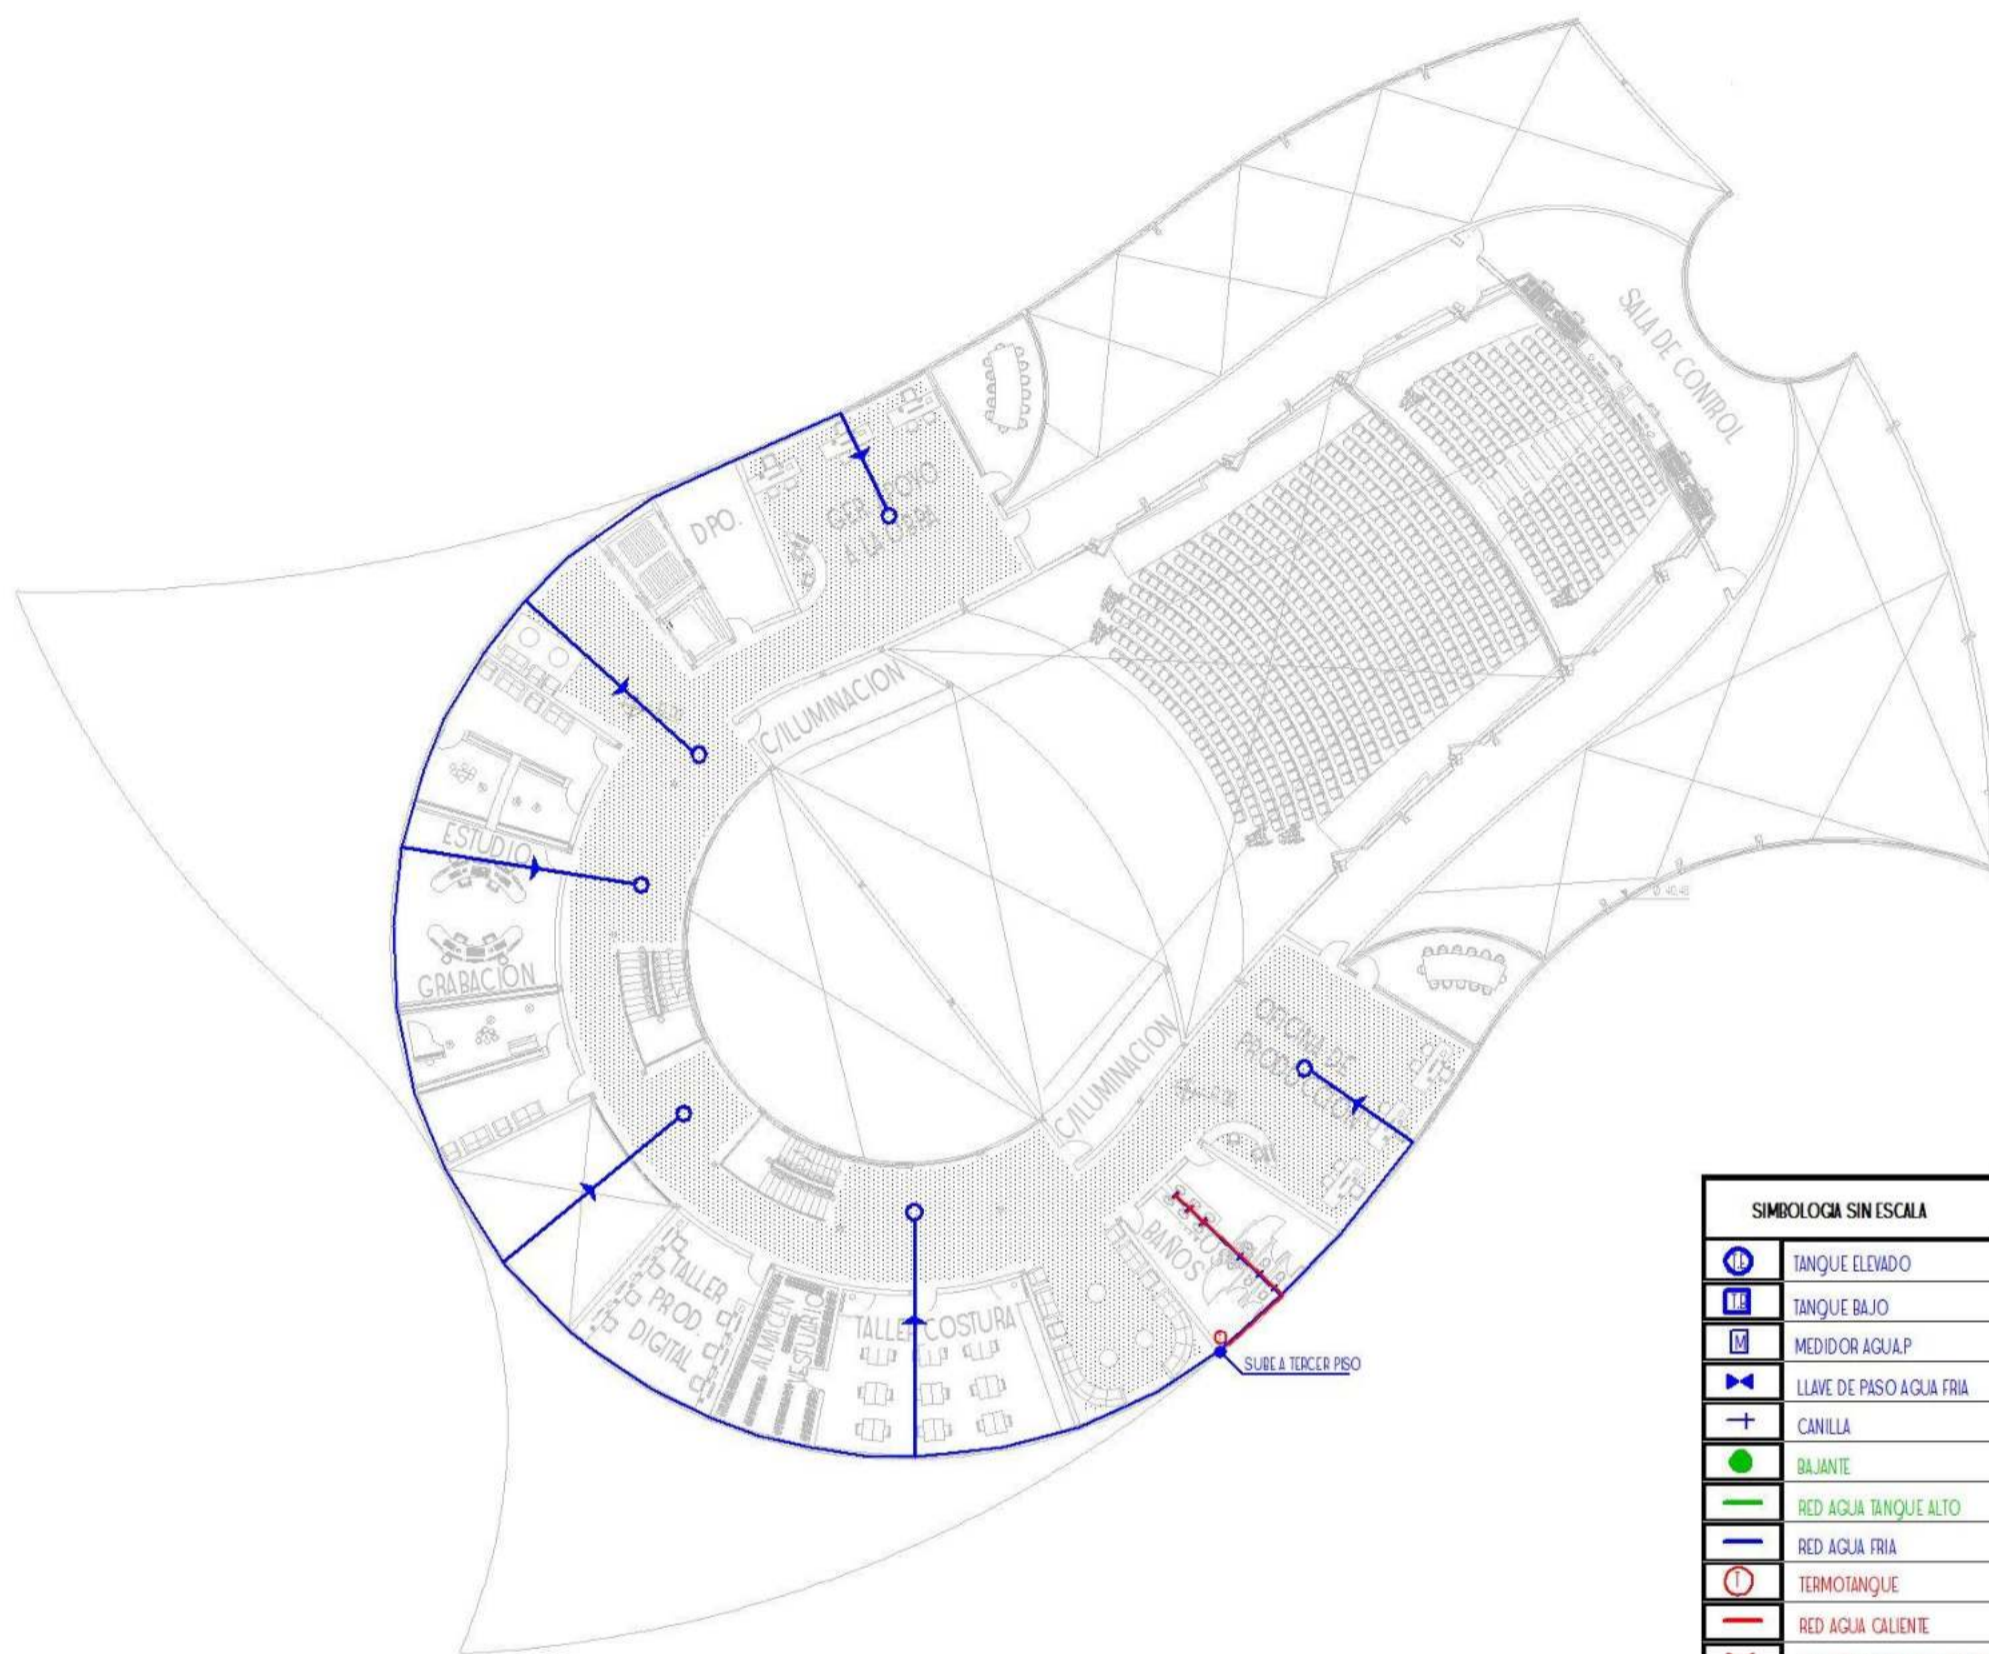 SALA DE CONTROL
D.PO.
A LA
C/ILUMINACION
ESTUDIO
GRABACION
C/ILUMINACION
OFICINA DE
PRODUCCION
BAÑOS
TALLER
PROD.
DIGITAL
ALMACEN
VESTUARIO
TALLER COSTURA
SUBE A TERCER PISO
SIMBOLOGIA SIN ESCALA
T.E TANQUE ELEVADO
T.B TANQUE BAJO
M MEDIDOR AGUA.P
LLAVE DE PASO AGUA FRIA
CANILLA
BAJANTE
RED AGUA TANQUE ALTO
RED AGUA FRIA
T TERMOTANQUE
RED AGUA CALIENTE